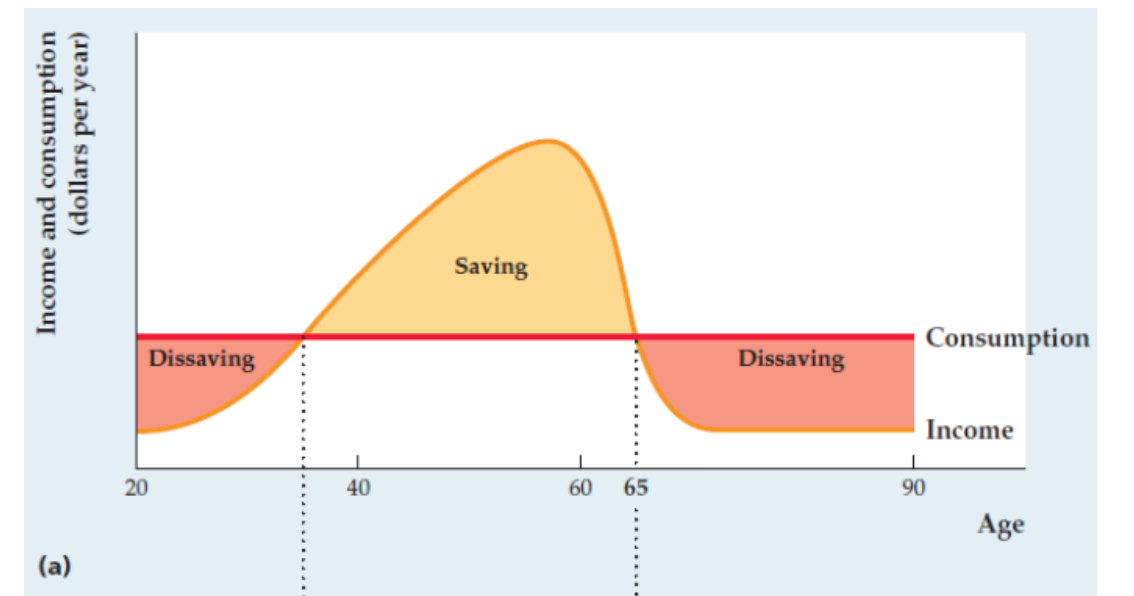 Income and consumption
(dollars per year)
Saving
Dissaving
Dissaving
Consumption
Income
20 40 60 65 90
Age
(a)